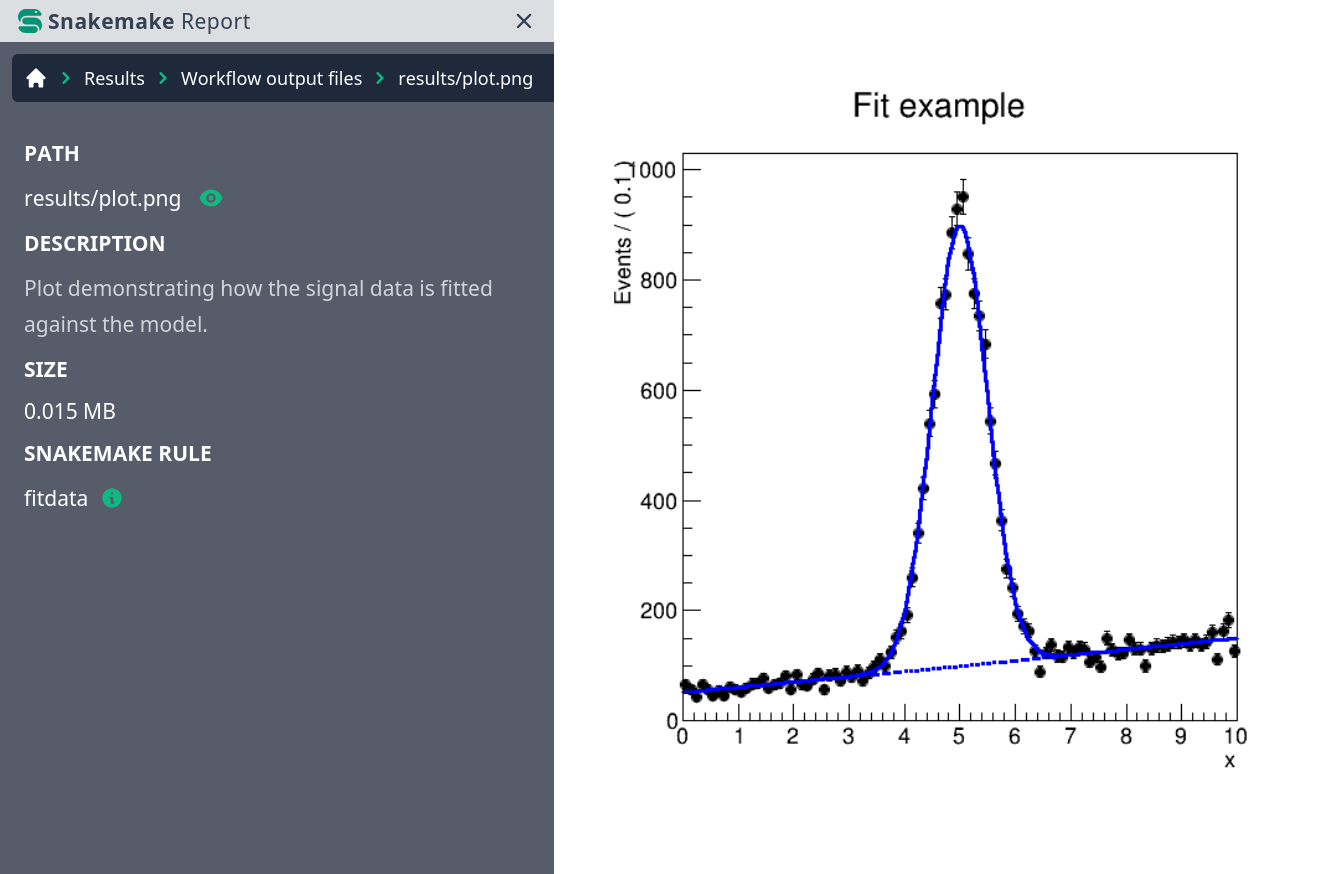 Snakemake Report
Results Workflow output files results/plot.png
PATH
results/plot.png
DESCRIPTION
Plot demonstrating how the signal data is fitted
against the model.
SIZE
0.015 MB
SNAKEMAKE RULE
fitdata
Fit example
Events / ( 0.1 )
1000
800
600
400
200
0
0 1 2 3 4 5 6 7 8 9 10
x